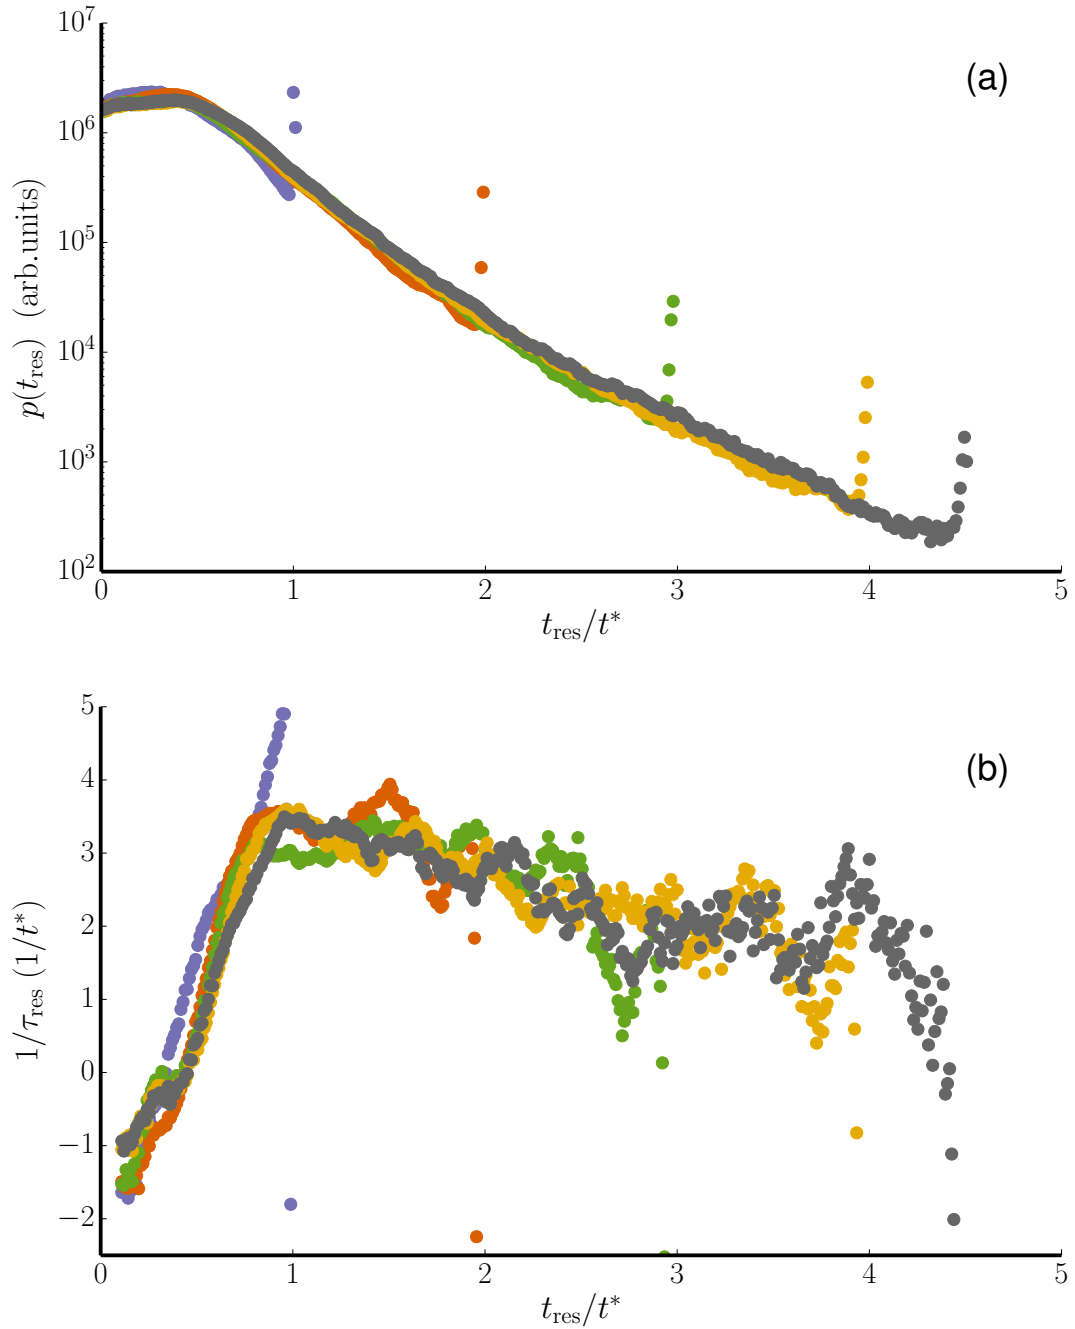 10^7
(a)
10^6
10^5
10^4
10^3
10^2
p(t_res) (arb.units)
0 1 2 3 4 5
t_res/t*
5
(b)
4
3
2
1
0
−1
−2
1/τ_res (1/t*)
0 1 2 3 4 5
t_res/t*